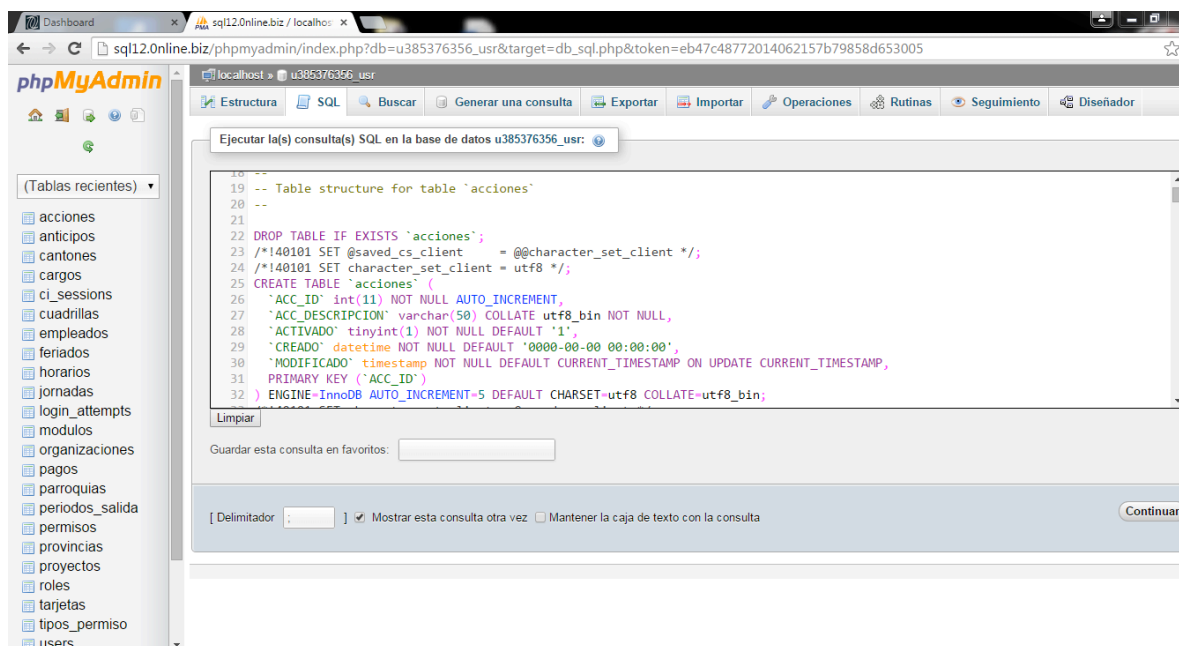 Dashboard
sql12.0nline.biz / localhos
sql12.0nline.biz/phpmyadmin/index.php?db=u385376356_usr&target=db_sql.php&token=eb47c48772014062157b79858d653005
phpMyAdmin
(Tablas recientes)
acciones
anticipos
cantones
cargos
ci_sessions
cuadrillas
empleados
feriados
horarios
jornadas
login_attempts
modulos
organizaciones
pagos
parroquias
periodos_salida
permisos
provincias
proyectos
roles
tarjetas
tipos_permiso
users
localhost » u385376356_usr
Estructura SQL Buscar Generar una consulta Exportar Importar Operaciones Rutinas Seguimiento Diseñador
Ejecutar la(s) consulta(s) SQL en la base de datos u385376356_usr:
18 --
19 -- Table structure for table `acciones`
20 --
21
22 DROP TABLE IF EXISTS `acciones`;
23 /*!40101 SET @saved_cs_client     = @@character_set_client */;
24 /*!40101 SET character_set_client = utf8 */;
25 CREATE TABLE `acciones` (
26   `ACC_ID` int(11) NOT NULL AUTO_INCREMENT,
27   `ACC_DESCRIPCION` varchar(50) COLLATE utf8_bin NOT NULL,
28   `ACTIVADO` tinyint(1) NOT NULL DEFAULT '1',
29   `CREADO` datetime NOT NULL DEFAULT '0000-00-00 00:00:00',
30   `MODIFICADO` timestamp NOT NULL DEFAULT CURRENT_TIMESTAMP ON UPDATE CURRENT_TIMESTAMP,
31   PRIMARY KEY (`ACC_ID`)
32 ) ENGINE=InnoDB AUTO_INCREMENT=5 DEFAULT CHARSET=utf8 COLLATE=utf8_bin;
Limpiar
Guardar esta consulta en favoritos:
[ Delimitador ; ] Mostrar esta consulta otra vez Mantener la caja de texto con la consulta
Continuar